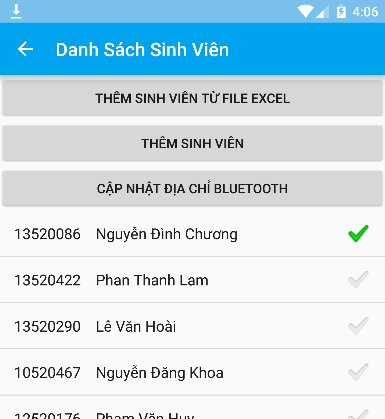 4:06
Danh Sách Sinh Viên
THÊM SINH VIÊN TỪ FILE EXCEL
THÊM SINH VIÊN
CẬP NHẬT ĐỊA CHỈ BLUETOOTH
13520086 Nguyễn Đình Chương
13520422 Phan Thanh Lam
13520290 Lê Văn Hoài
10520467 Nguyễn Đăng Khoa
12520176 Phạm Văn Huy